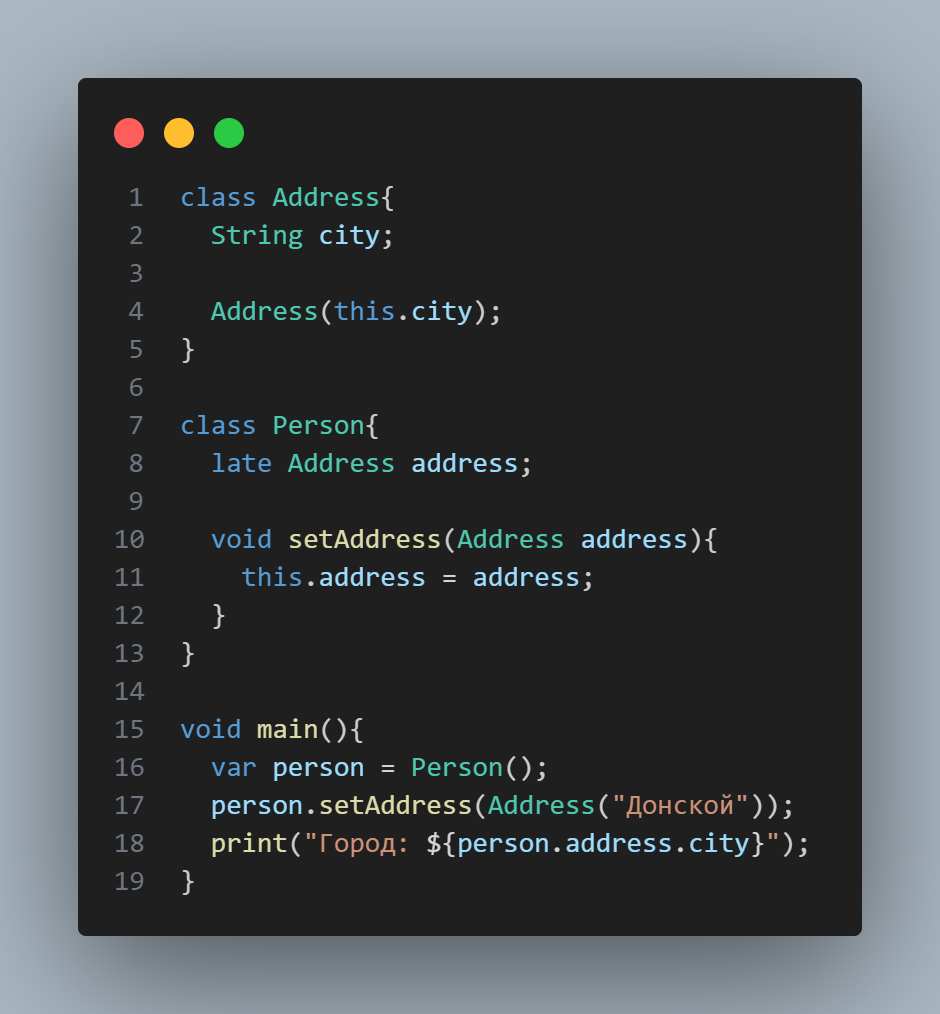 1 class Address{
2   String city;
3
4   Address(this.city);
5 }
6
7 class Person{
8   late Address address;
9
10   void setAddress(Address address){
11     this.address = address;
12   }
13 }
14
15 void main(){
16   var person = Person();
17   person.setAddress(Address("Донской"));
18   print("Город: ${person.address.city}");
19 }